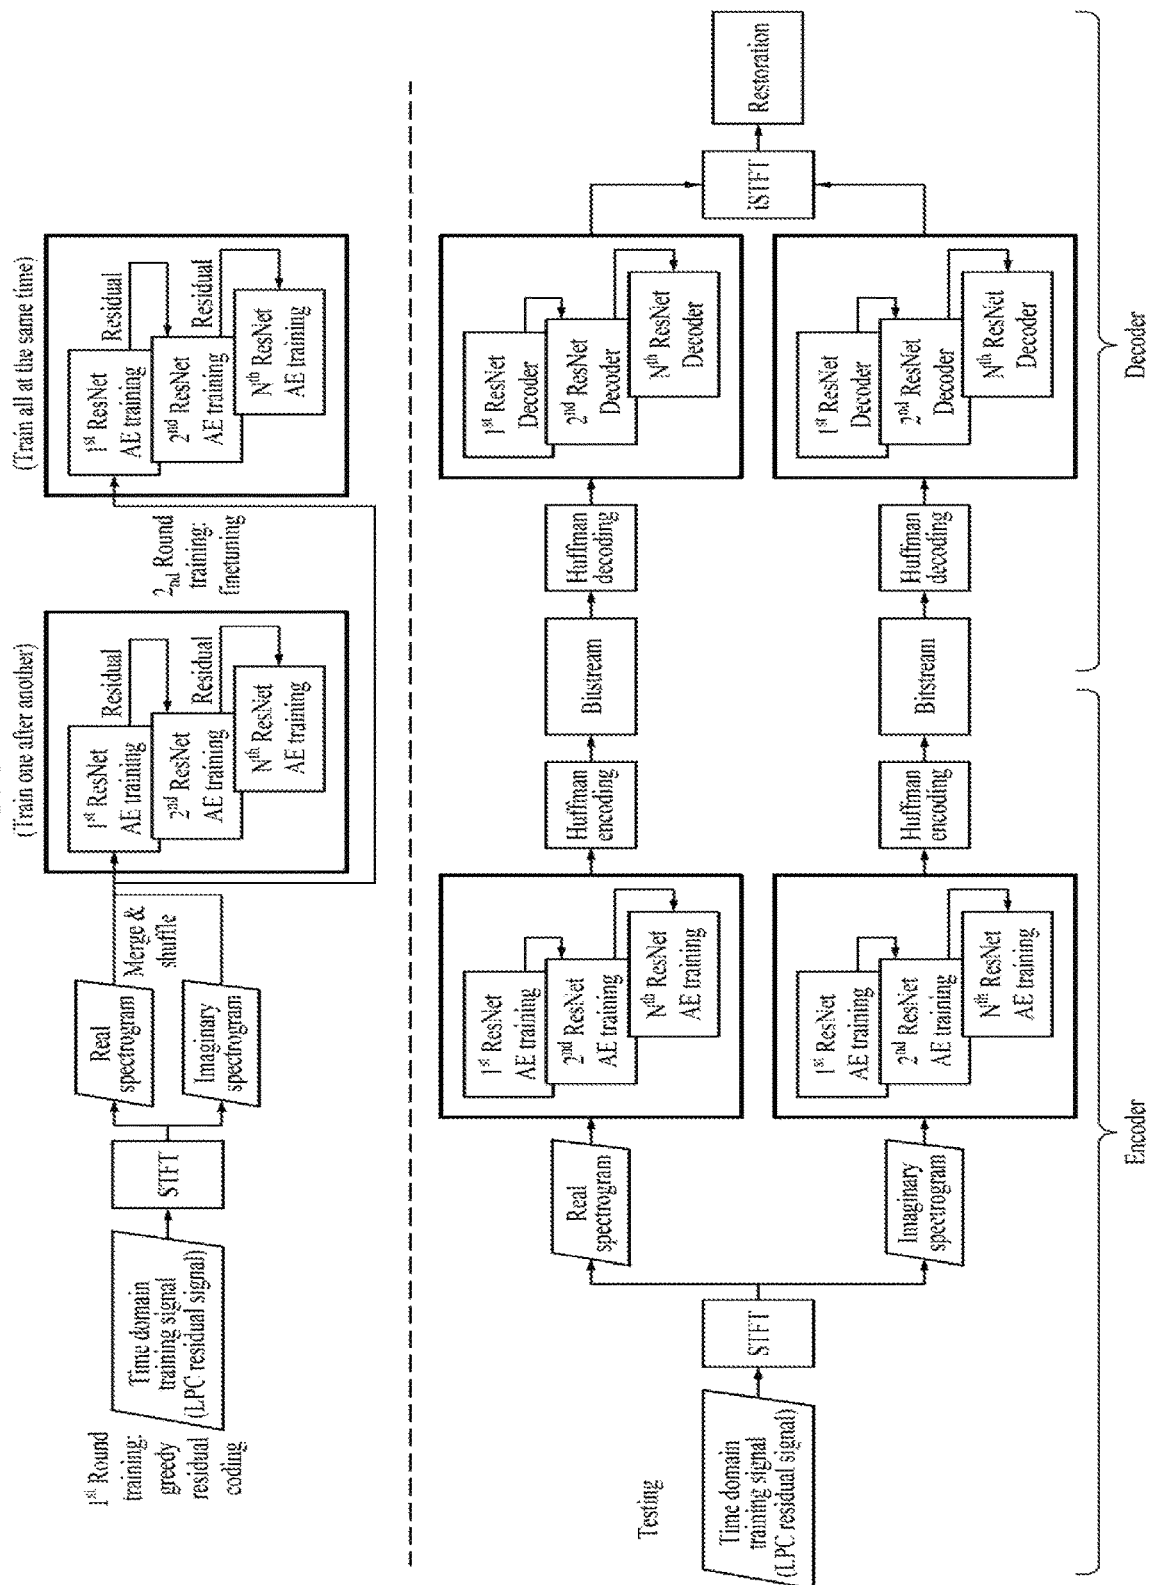 1st Round
training:
greedy
residual
coding
Time domain
training signal
(LPC residual signal)
STFT
Real
spectrogram
Imaginary
spectrogram
Merge &
shuffle
(Train one after another)
1st ResNet
AE training
Residual
2nd ResNet
AE training
Residual
Nth ResNet
AE training
2nd Round
training:
finetuning
(Train all at the same time)
1st ResNet
AE training
Residual
2nd ResNet
AE training
Residual
Nth ResNet
AE training
Testing
Time domain
training signal
(LPC residual signal)
STFT
Real
spectrogram
1st ResNet
AE training
2nd ResNet
AE training
Nth ResNet
AE training
Huffman
encoding
Bitstream
Huffman
decoding
1st ResNet
Decoder
2nd ResNet
Decoder
Nth ResNet
Decoder
Imaginary
spectrogram
1st ResNet
AE training
2nd ResNet
AE training
Nth ResNet
AE training
Huffman
encoding
Bitstream
Huffman
decoding
1st ResNet
Decoder
2nd ResNet
Decoder
Nth ResNet
Decoder
iSTFT
Restoration
Encoder
Decoder